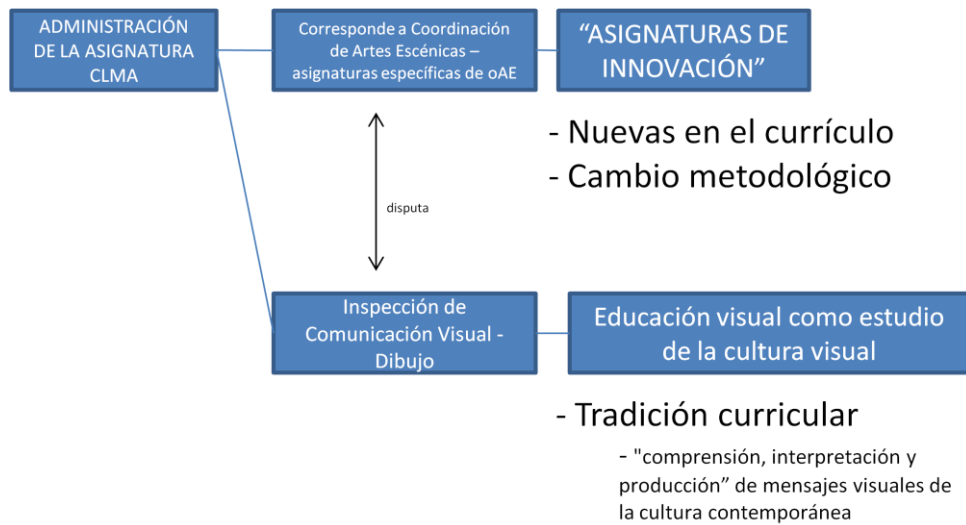 ADMINISTRACIÓN
DE LA ASIGNATURA
CLMA
Corresponde a Coordinación
de Artes Escénicas –
asignaturas específicas de oAE
“ASIGNATURAS DE
INNOVACIÓN”
- Nuevas en el currículo
- Cambio metodológico
disputa
Inspección de
Comunicación Visual -
Dibujo
Educación visual como estudio
de la cultura visual
- Tradición curricular
- "comprensión, interpretación y
producción” de mensajes visuales de
la cultura contemporánea